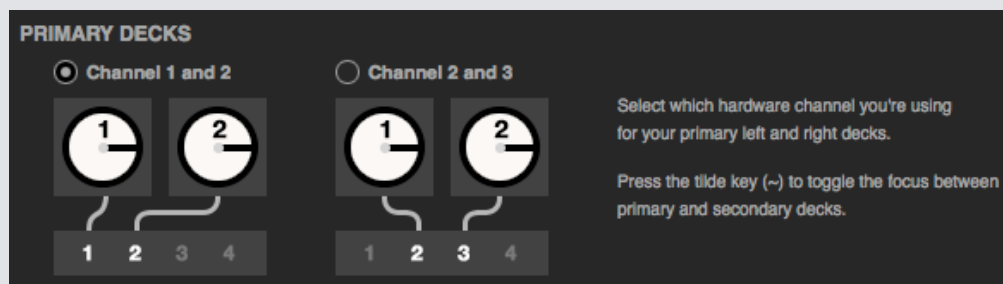 PRIMARY DECKS
Channel 1 and 2
Channel 2 and 3
1 2
1 2
1 2 3 4
1 2 3 4
Select which hardware channel you're using
for your primary left and right decks.
Press the tilde key (~) to toggle the focus between
primary and secondary decks.